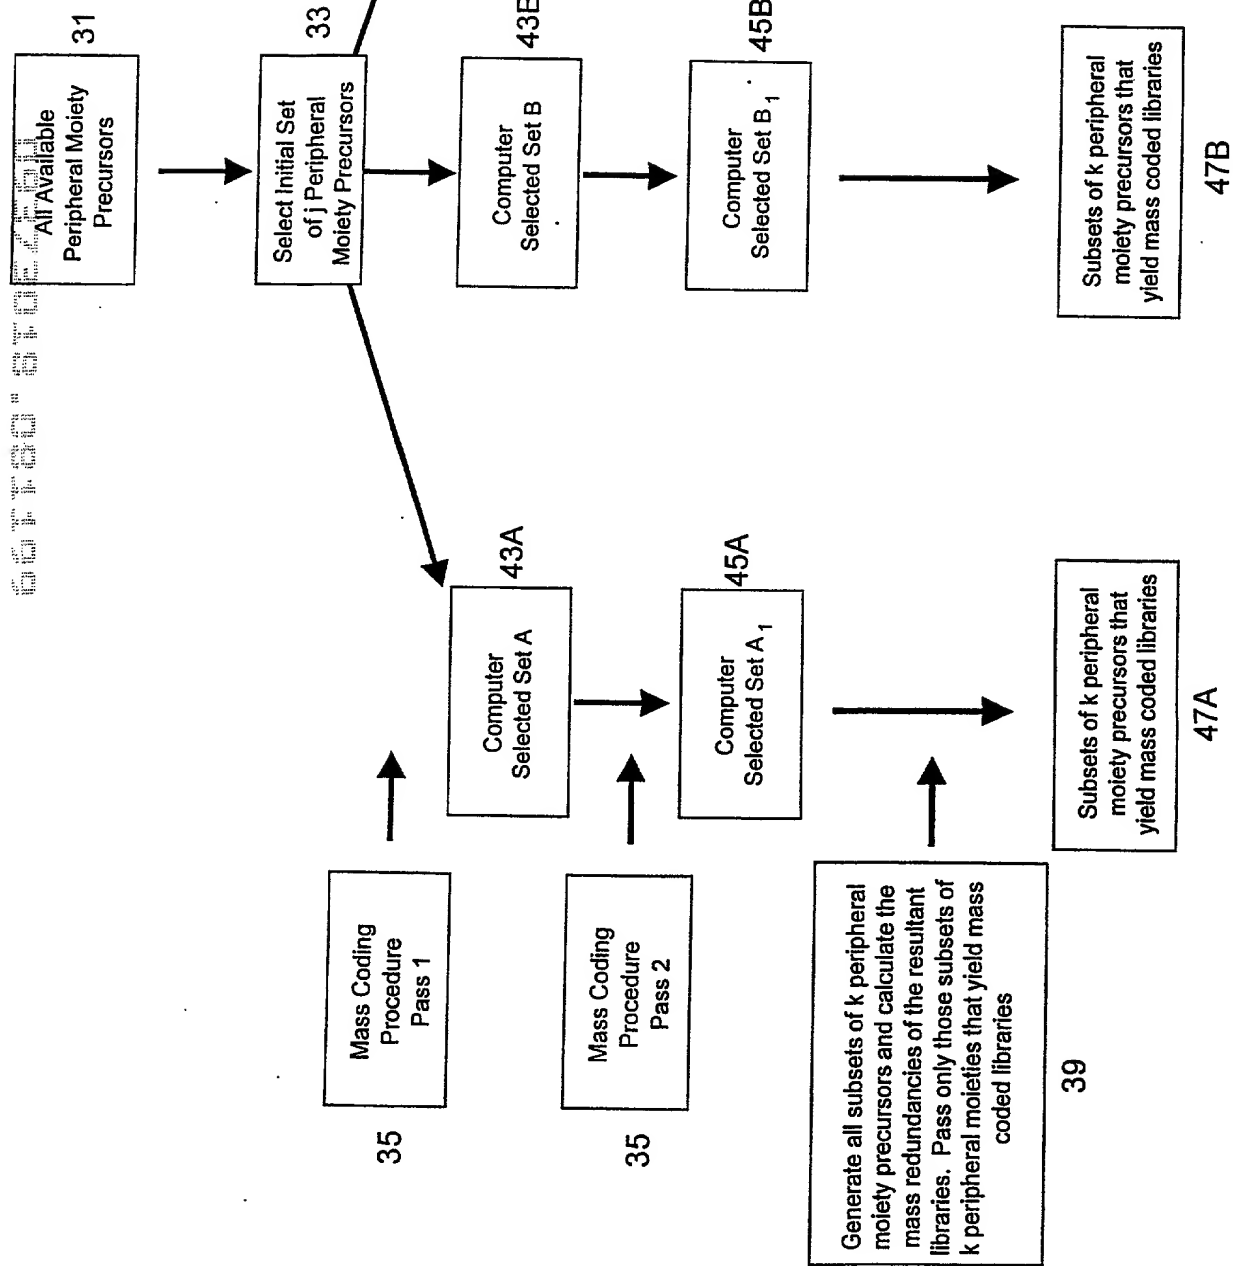 All Available
Peripheral Moiety
Precursors
31
Select Initial Set
of j Peripheral
Moiety Precursors
33
Mass Coding
Procedure
Pass 1
35
Computer
Selected Set A
43A
Computer
Selected Set B
43B
Mass Coding
Procedure
Pass 2
35
Computer
Selected Set A1
45A
Computer
Selected Set B1
45B
Generate all subsets of k peripheral
moiety precursors and calculate the
mass redundancies of the resultant
libraries. Pass only those subsets of
k peripheral moieties that yield mass
coded libraries
39
Subsets of k peripheral
moiety precursors that
yield mass coded libraries
47A
Subsets of k peripheral
moiety precursors that
yield mass coded libraries
47B